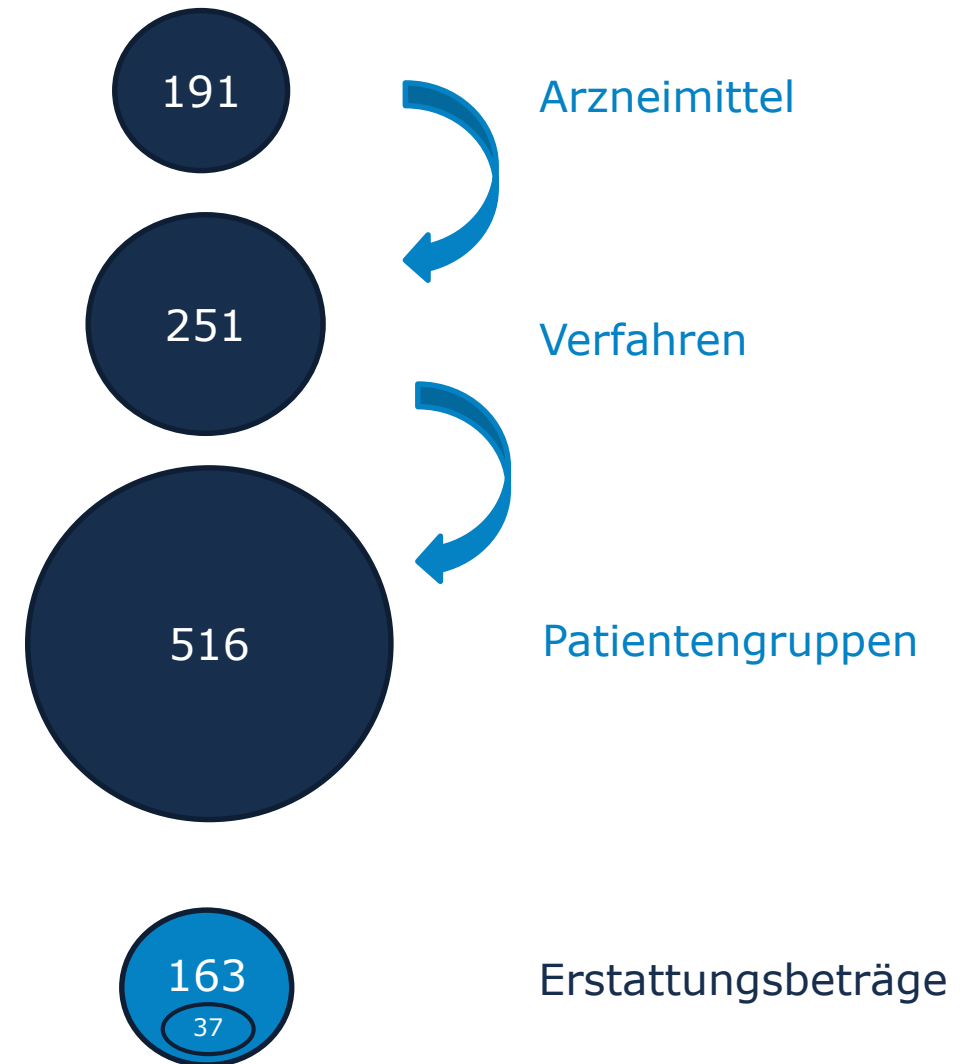 191
Arzneimittel
251
Verfahren
516
Patientengruppen
163
37
Erstattungsbeträge